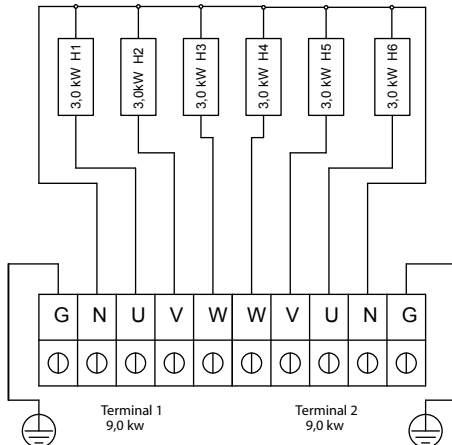 3,0 kW H1
3,0kW H2
3,0 kW H3
3,0 kW H4
3,0 kW H5
3,0 kW H6
G N U V W W V U N G
Terminal 1
9,0 kw
Terminal 2
9,0 kw